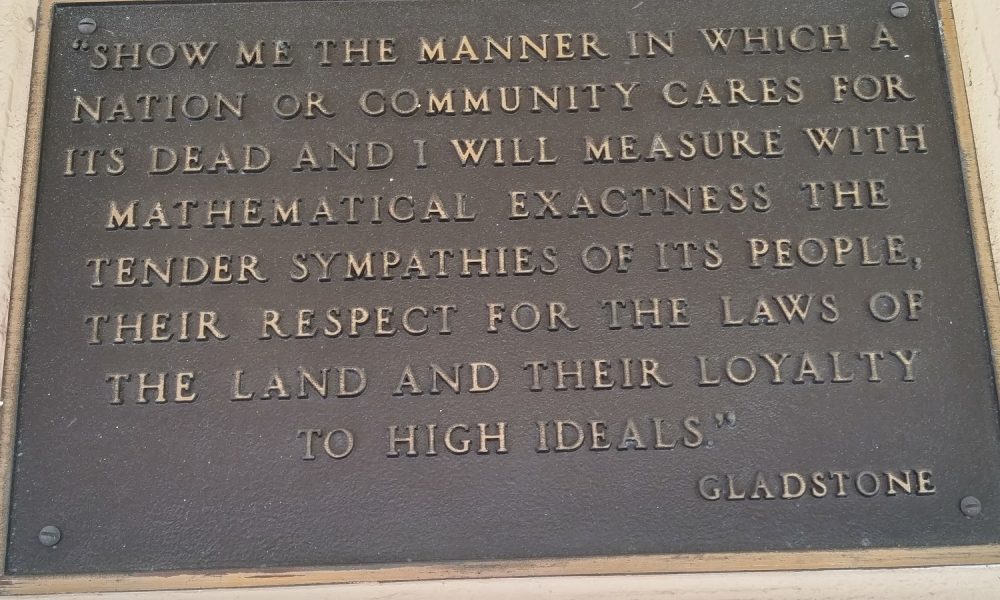 "SHOW ME THE MANNER IN WHICH A
NATION OR COMMUNITY CARES FOR
ITS DEAD AND I WILL MEASURE WITH
MATHEMATICAL EXACTNESS THE
TENDER SYMPATHIES OF ITS PEOPLE,
THEIR RESPECT FOR THE LAWS OF
THE LAND AND THEIR LOYALTY
TO HIGH IDEALS."
GLADSTONE